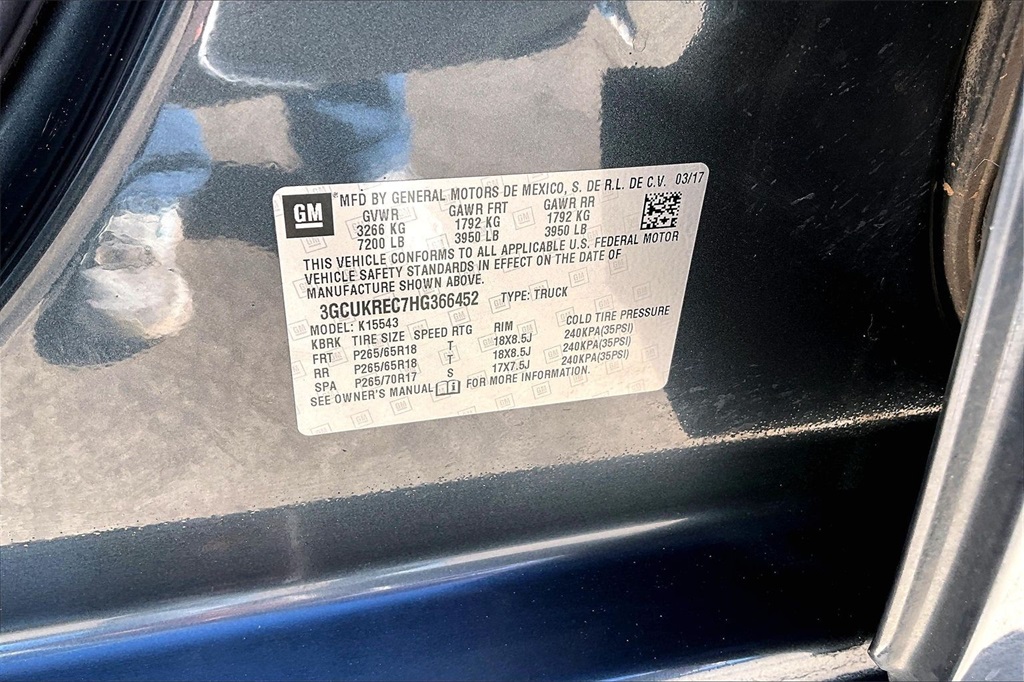 GM MFD BY GENERAL MOTORS DE MEXICO, S. DE R.L. DE C.V. 03/17
GVWR GAWR FRT GAWR RR
3266 KG 1792 KG 1792 KG
7200 LB 3950 LB 3950 LB
THIS VEHICLE CONFORMS TO ALL APPLICABLE U.S. FEDERAL MOTOR
VEHICLE SAFETY STANDARDS IN EFFECT ON THE DATE OF
MANUFACTURE SHOWN ABOVE.
3GCUKREC7HG366452 TYPE: TRUCK
MODEL: K15543
KBRK TIRE SIZE SPEED RTG RIM COLD TIRE PRESSURE
FRT P265/65R18 T 18X8.5J 240KPA(35PSI)
RR P265/65R18 T 18X8.5J 240KPA(35PSI)
SPA P265/70R17 S 17X7.5J 240KPA(35PSI)
SEE OWNER'S MANUAL FOR MORE INFORMATION.